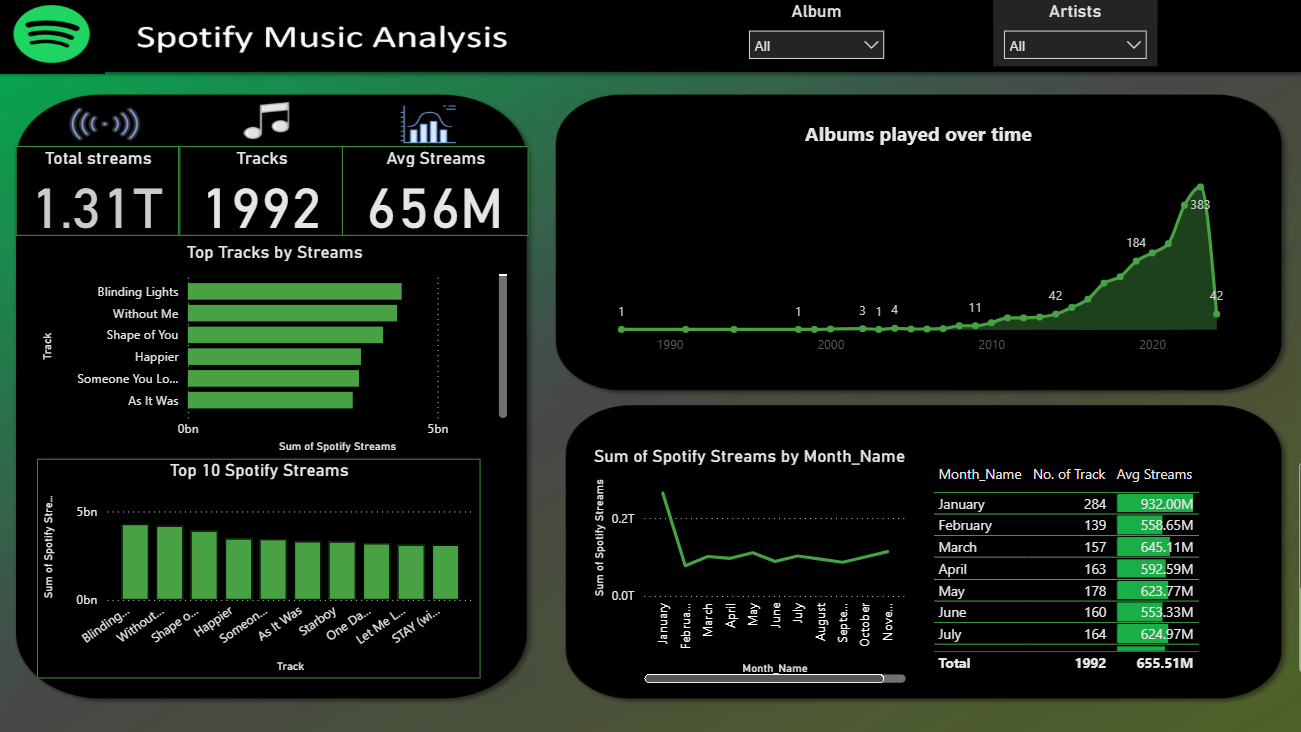 Spotify Music Analysis
Album
All
Artists
All
Total streams
1.31T
Tracks
1992
Avg Streams
656M
Top Tracks by Streams
Track
Blinding Lights
Without Me
Shape of You
Happier
Someone You Lo...
As It Was
0bn
5bn
Sum of Spotify Streams
Top 10 Spotify Streams
Sum of Spotify Stre...
5bn
0bn
Blinding...
Without...
Shape o...
Happier
Someon...
As It Was
Starboy
One Da...
Let Me L...
STAY (wi...
Track
Albums played over time
1
1
3
1
4
11
42
184
383
42
1990
2000
2010
2020
Sum of Spotify Streams by Month_Name
Sum of Spotify Streams
0.2T
0.0T
January
Februa...
March
April
May
June
July
August
Septe...
October
Nove...
Month_Name
Month_Name No. of Track Avg Streams
January 284 932.00M
February 139 558.65M
March 157 645.11M
April 163 592.59M
May 178 623.77M
June 160 553.33M
July 164 624.97M
Total 1992 655.51M